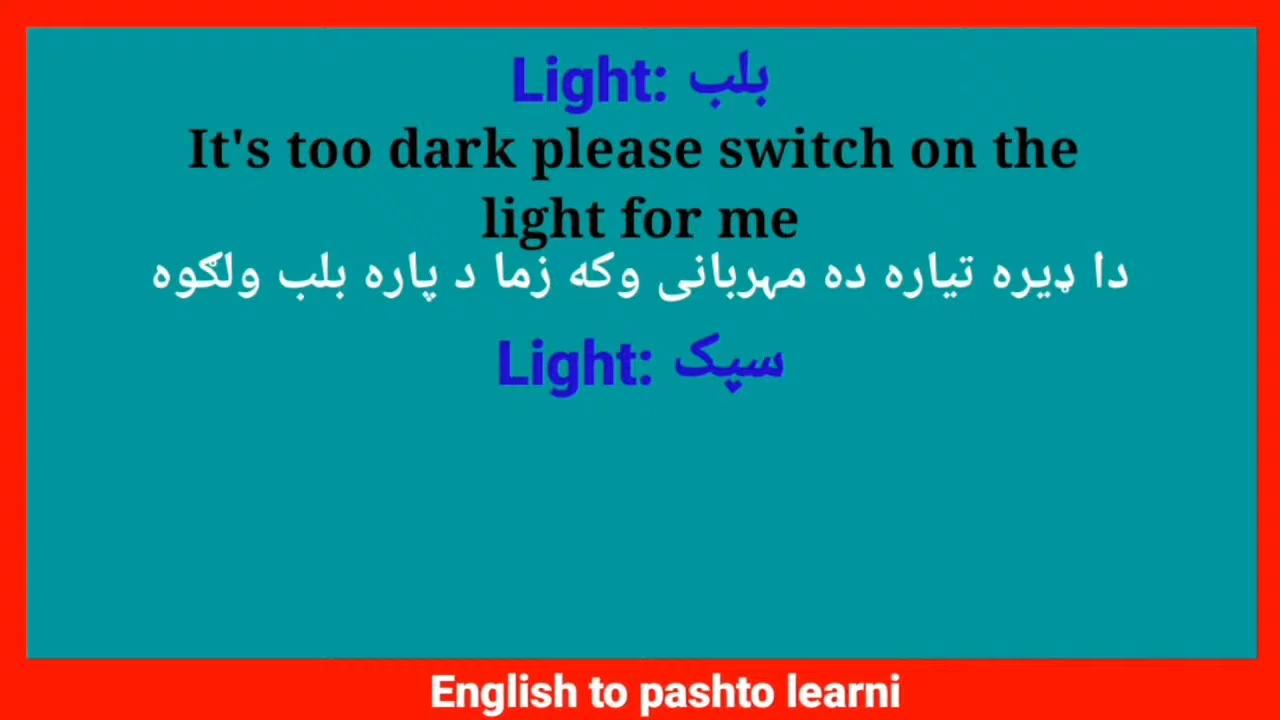 Light: بلب
It's too dark please switch on the
light for me
دا ډیره تیاره ده مهربانی وکه زما د پاره بلب ولګوه
Light: سپک
English to pashto learni